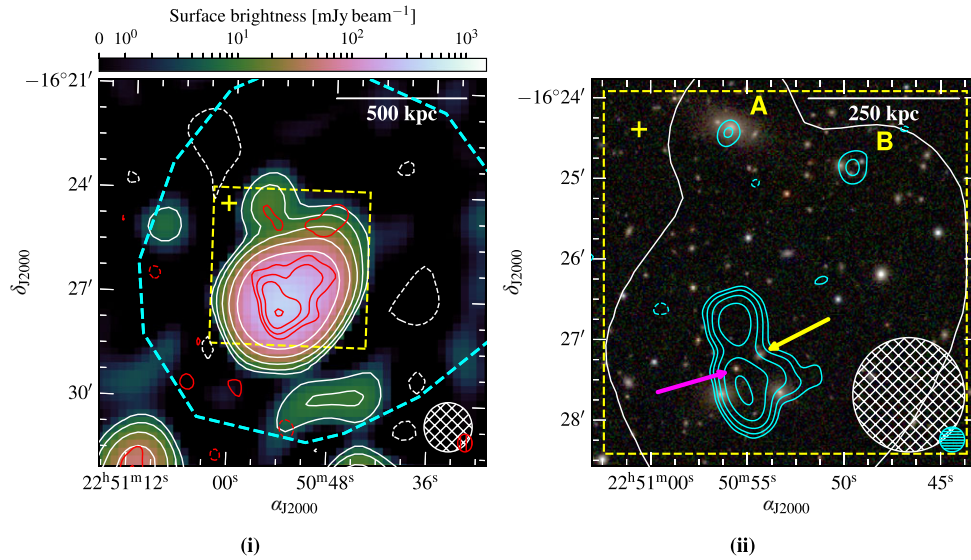 Surface brightness [mJy beam⁻¹]
0 10⁰ 10¹ 10² 10³
−16°21′
24′
27′
30′
δJ2000
500 kpc
22ʰ51ᵐ12ˢ 00ˢ 50ᵐ48ˢ 36ˢ
αJ2000
(i)
−16°24′
25′
26′
27′
28′
δJ2000
A
B
250 kpc
22ʰ51ᵐ00ˢ 50ᵐ55ˢ 50ˢ 45ˢ
αJ2000
(ii)